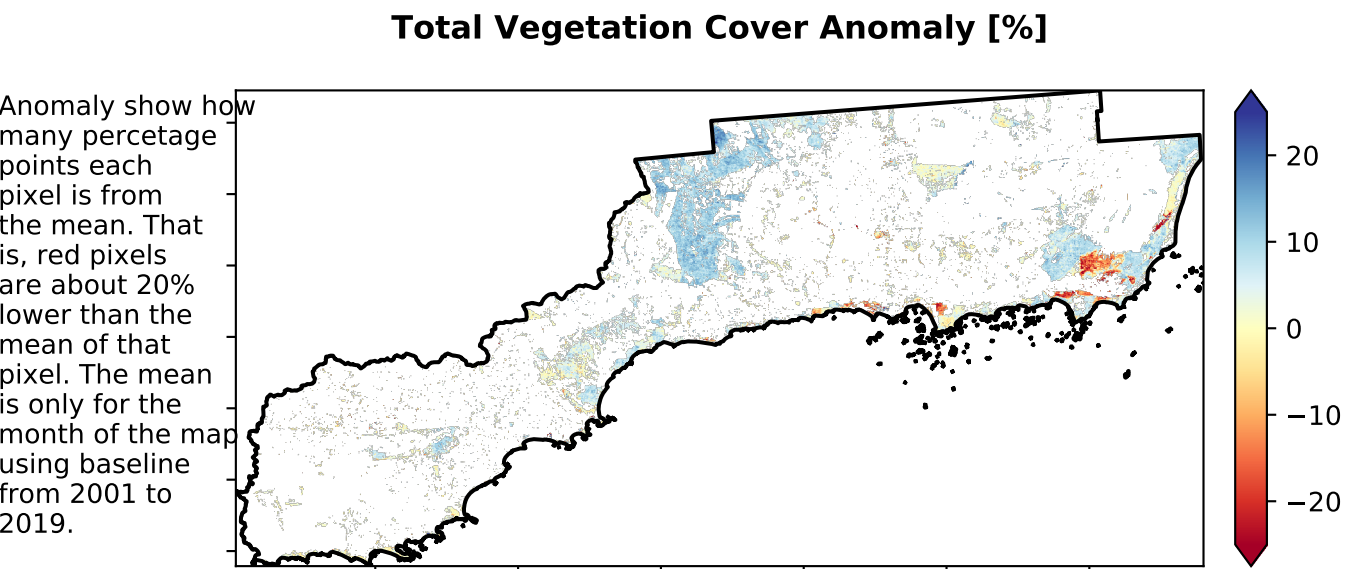 Total Vegetation Cover Anomaly [%]
Anomaly show how
many percetage
points each
pixel is from
the mean. That
is, red pixels
are about 20%
lower than the
mean of that
pixel. The mean
is only for the
month of the map
using baseline
from 2001 to
2019.
20
10
0
−10
−20